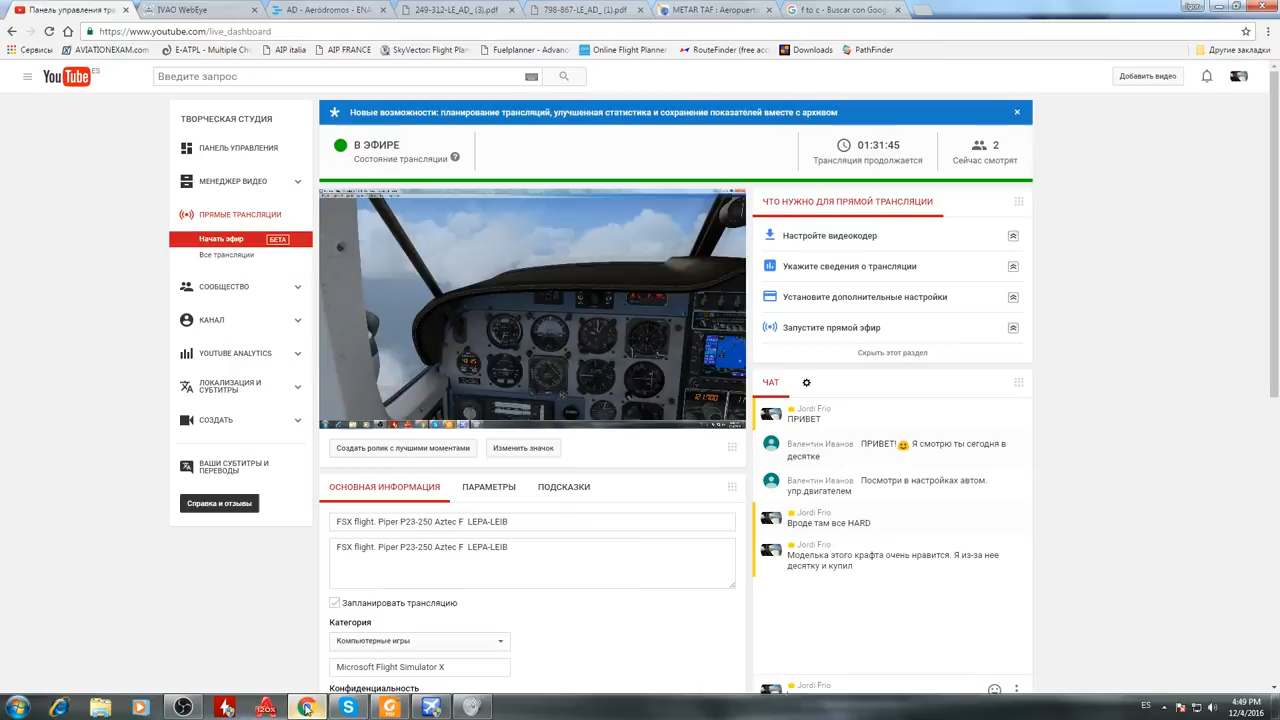 Панель управления тра
IVAO WebEye
AD - Aeródromos - ENAI
249-312-LE_AD_ (3).pdf
798-867-LE_AD_ (1).pdf
METAR TAF : Aeropuert
f to c - Buscar con Goog
Igor
https://www.youtube.com/live_dashboard
Сервисы
AVIATIONEXAM.com
E-ATPL - Multiple Cho
AIP italia
AIP FRANCE
SkyVector: Flight Plan
Fuelplanner - Advanc
Online Flight Planner
RouteFinder (free acc
Downloads
PathFinder
Другие закладки
YouTube ES
Введите запрос
Добавить видео
ТВОРЧЕСКАЯ СТУДИЯ
ПАНЕЛЬ УПРАВЛЕНИЯ
МЕНЕДЖЕР ВИДЕО
ПРЯМЫЕ ТРАНСЛЯЦИИ
Начать эфир БЕТА
Все трансляции
СООБЩЕСТВО
КАНАЛ
YOUTUBE ANALYTICS
ЛОКАЛИЗАЦИЯ И
СУБТИТРЫ
СОЗДАТЬ
ВАШИ СУБТИТРЫ И
ПЕРЕВОДЫ
Справка и отзывы
Новые возможности: планирование трансляций, улучшенная статистика и сохранение показателей вместе с архивом
В ЭФИРЕ
Состояние трансляции
01:31:45
Трансляция продолжается
2
Сейчас смотрят
Создать ролик с лучшими моментами
Изменить значок
ОСНОВНАЯ ИНФОРМАЦИЯ
ПАРАМЕТРЫ
ПОДСКАЗКИ
FSX flight. Piper P23-250 Aztec F LEPA-LEIB
FSX flight. Piper P23-250 Aztec F LEPA-LEIB
Запланировать трансляцию
Категория
Компьютерные игры
Microsoft Flight Simulator X
Конфиденциальность
ЧТО НУЖНО ДЛЯ ПРЯМОЙ ТРАНСЛЯЦИИ
Настройте видеокодер
Укажите сведения о трансляции
Установите дополнительные настройки
Запустите прямой эфир
Скрыть этот раздел
ЧАТ
Jordi Frio
ПРИВЕТ
Валентин Иванов ПРИВЕТ! Я смотрю ты сегодня в
десятке
Валентин Иванов Посмотри в настройках автом.
упр.двигателем
Jordi Frio
Вроде там все HARD
Jordi Frio
Моделька этого крафта очень нравится. Я из-за нее
десятку и купил
Jordi Frio
ES
4:49 PM
12/4/2016